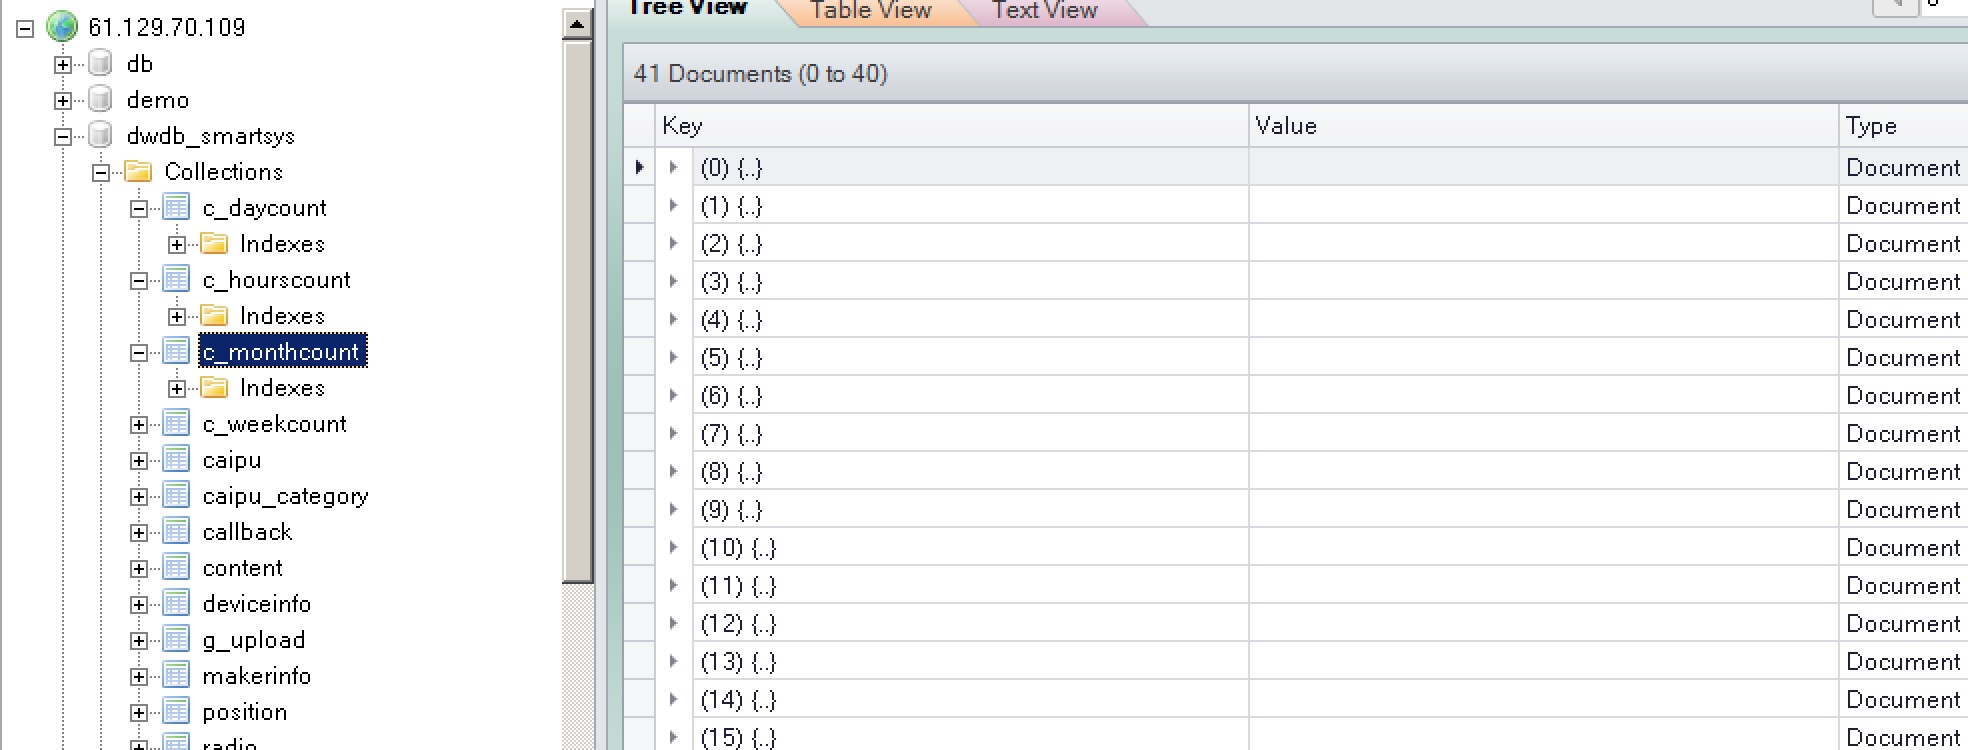 61.129.70.109
db
demo
dwdb_smartsys
Collections
c_daycount
Indexes
c_hourscount
Indexes
c_monthcount
Indexes
c_weekcount
caipu
caipu_category
callback
content
deviceinfo
g_upload
makerinfo
position
radio
Tree View Table View Text View
41 Documents (0 to 40)
Key Value Type
(0) {..} Document
(1) {..} Document
(2) {..} Document
(3) {..} Document
(4) {..} Document
(5) {..} Document
(6) {..} Document
(7) {..} Document
(8) {..} Document
(9) {..} Document
(10) {..} Document
(11) {..} Document
(12) {..} Document
(13) {..} Document
(14) {..} Document
(15) {..} Document